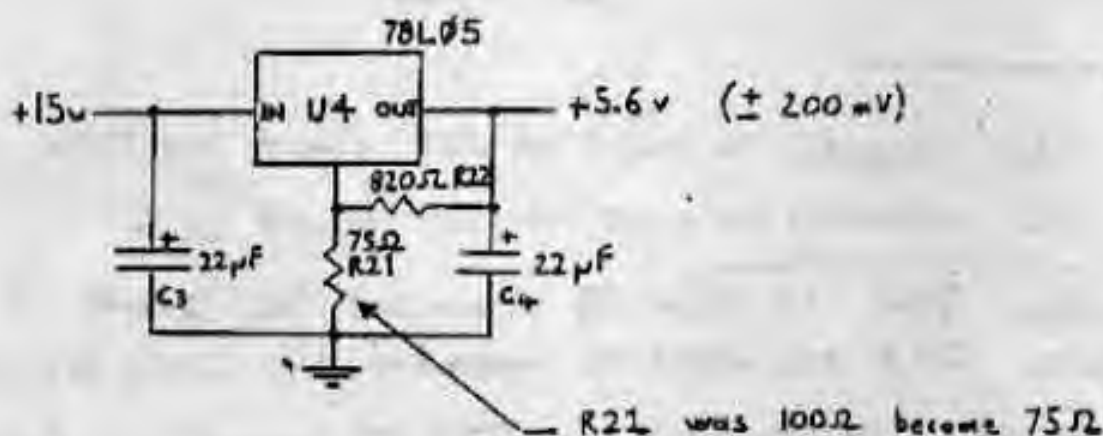 78LØ5
+15v
IN U4 OUT
+5.6v (± 200mV)
820Ω R22
75Ω
R21
+
22µF
C3
+
22µF
C4
R21 was 100Ω become 75Ω